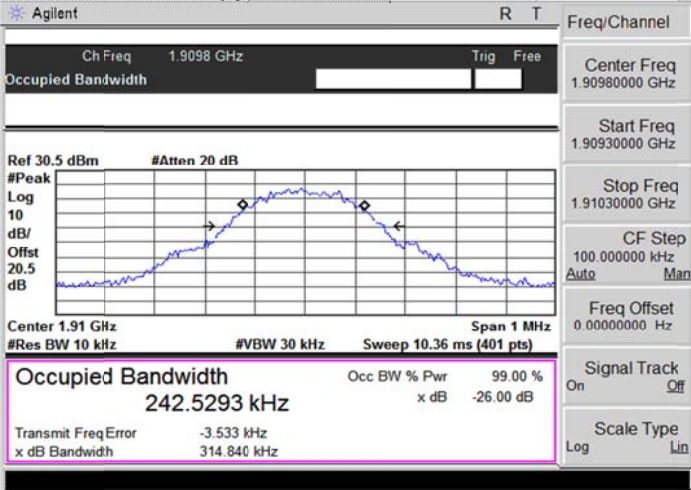 Agilent R T
Ch Freq 1.9098 GHz Trig Free
Occupied Bandwidth
Ref 30.5 dBm #Atten 20 dB
#Peak
Log
10
dB/
Offst
20.5
dB
Center 1.91 GHz Span 1 MHz
#Res BW 10 kHz #VBW 30 kHz Sweep 10.36 ms (401 pts)
Occupied Bandwidth Occ BW % Pwr 99.00 %
242.5293 kHz x dB -26.00 dB
Transmit Freq Error -3.533 kHz
x dB Bandwidth 314.840 kHz
Freq/Channel
Center Freq
1.90980000 GHz
Start Freq
1.90930000 GHz
Stop Freq
1.91030000 GHz
CF Step
100.000000 kHz
Auto Man
Freq Offset
0.00000000 Hz
Signal Track
On Off
Scale Type
Log Lin